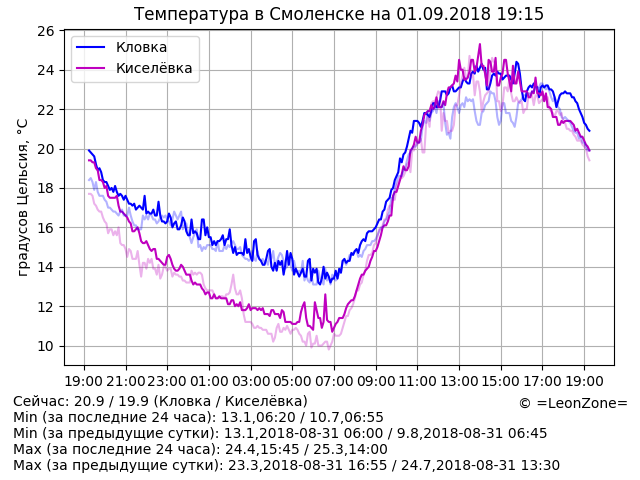 Температура в Смоленске на 01.09.2018 19:15
26
24
22
20
18
16
14
12
10
градусов Цельсия, °C
Кловка
Киселёвка
19:00 21:00 23:00 01:00 03:00 05:00 07:00 09:00 11:00 13:00 15:00 17:00 19:00
Сейчас: 20.9 / 19.9 (Кловка / Киселёвка)
© =LeonZone=
Min (за последние 24 часа): 13.1,06:20 / 10.7,06:55
Min (за предыдущие сутки): 13.1,2018-08-31 06:00 / 9.8,2018-08-31 06:45
Max (за последние 24 часа): 24.4,15:45 / 25.3,14:00
Max (за предыдущие сутки): 23.3,2018-08-31 16:55 / 24.7,2018-08-31 13:30